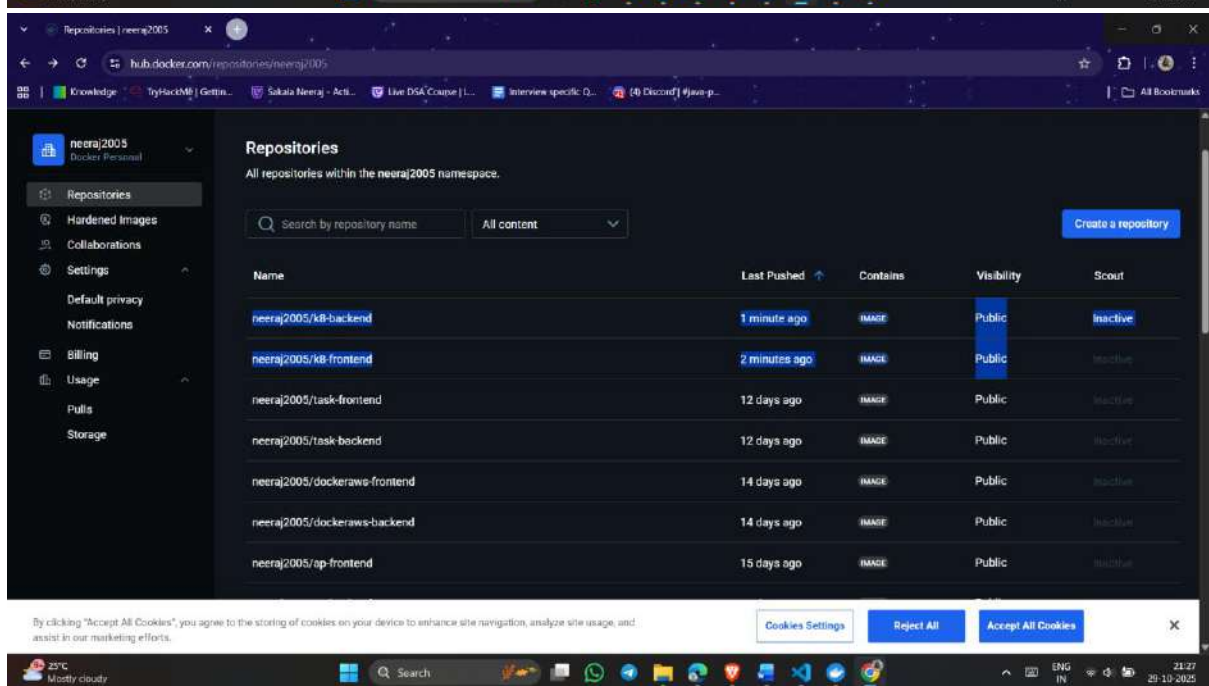 Repositories | neeraj2005
hub.docker.com/repositories/neeraj2005
Knowledge TryHackMe | Gettin... Sakala Neeraj - Acti... Live DSA Course | L... Interview specific Q... (4) Discord | #java-p... All Bookmarks
neeraj2005
Docker Personal
Repositories
Hardened Images
Collaborations
Settings
Default privacy
Notifications
Billing
Usage
Pulls
Storage
Repositories
All repositories within the neeraj2005 namespace.
Search by repository name All content Create a repository
Name Last Pushed Contains Visibility Scout
neeraj2005/k8-backend 1 minute ago IMAGE Public Inactive
neeraj2005/k8-frontend 2 minutes ago IMAGE Public Inactive
neeraj2005/task-frontend 12 days ago IMAGE Public Inactive
neeraj2005/task-backend 12 days ago IMAGE Public Inactive
neeraj2005/dockeraws-frontend 14 days ago IMAGE Public Inactive
neeraj2005/dockeraws-backend 14 days ago IMAGE Public Inactive
neeraj2005/ap-frontend 15 days ago IMAGE Public Inactive
By clicking "Accept All Cookies", you agree to the storing of cookies on your device to enhance site navigation, analyze site usage, and
assist in our marketing efforts.
Cookies Settings Reject All Accept All Cookies
25°C
Mostly cloudy
Search
ENG
IN
21:27
29-10-2025